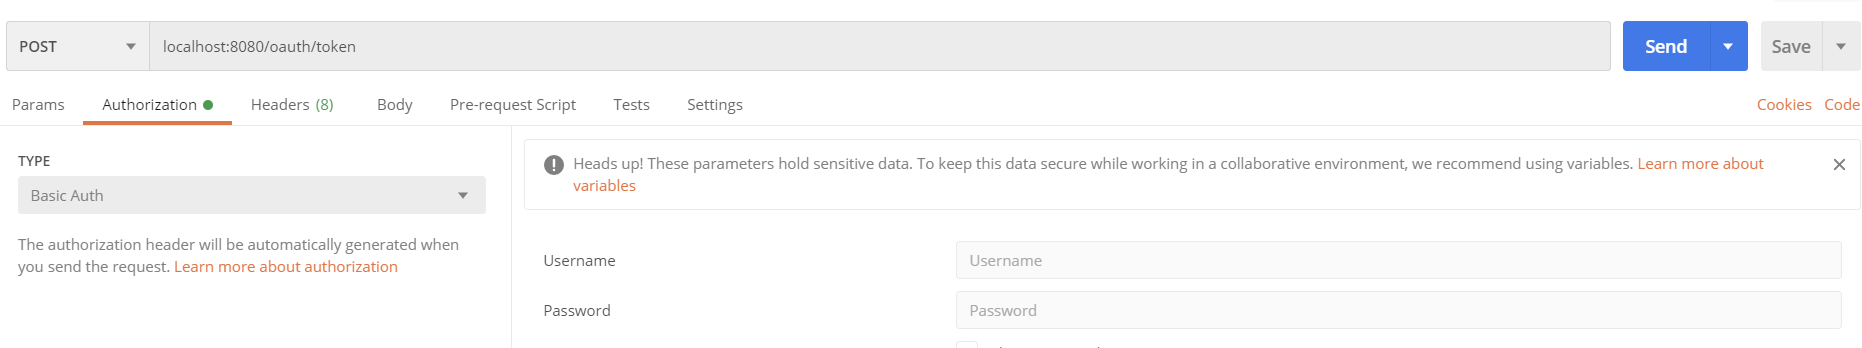 POST localhost:8080/oauth/token Send Save
Params Authorization Headers (8) Body Pre-request Script Tests Settings Cookies Code
TYPE
Basic Auth
The authorization header will be automatically generated when
you send the request. Learn more about authorization
Heads up! These parameters hold sensitive data. To keep this data secure while working in a collaborative environment, we recommend using variables. Learn more about
variables
Username Username
Password Password